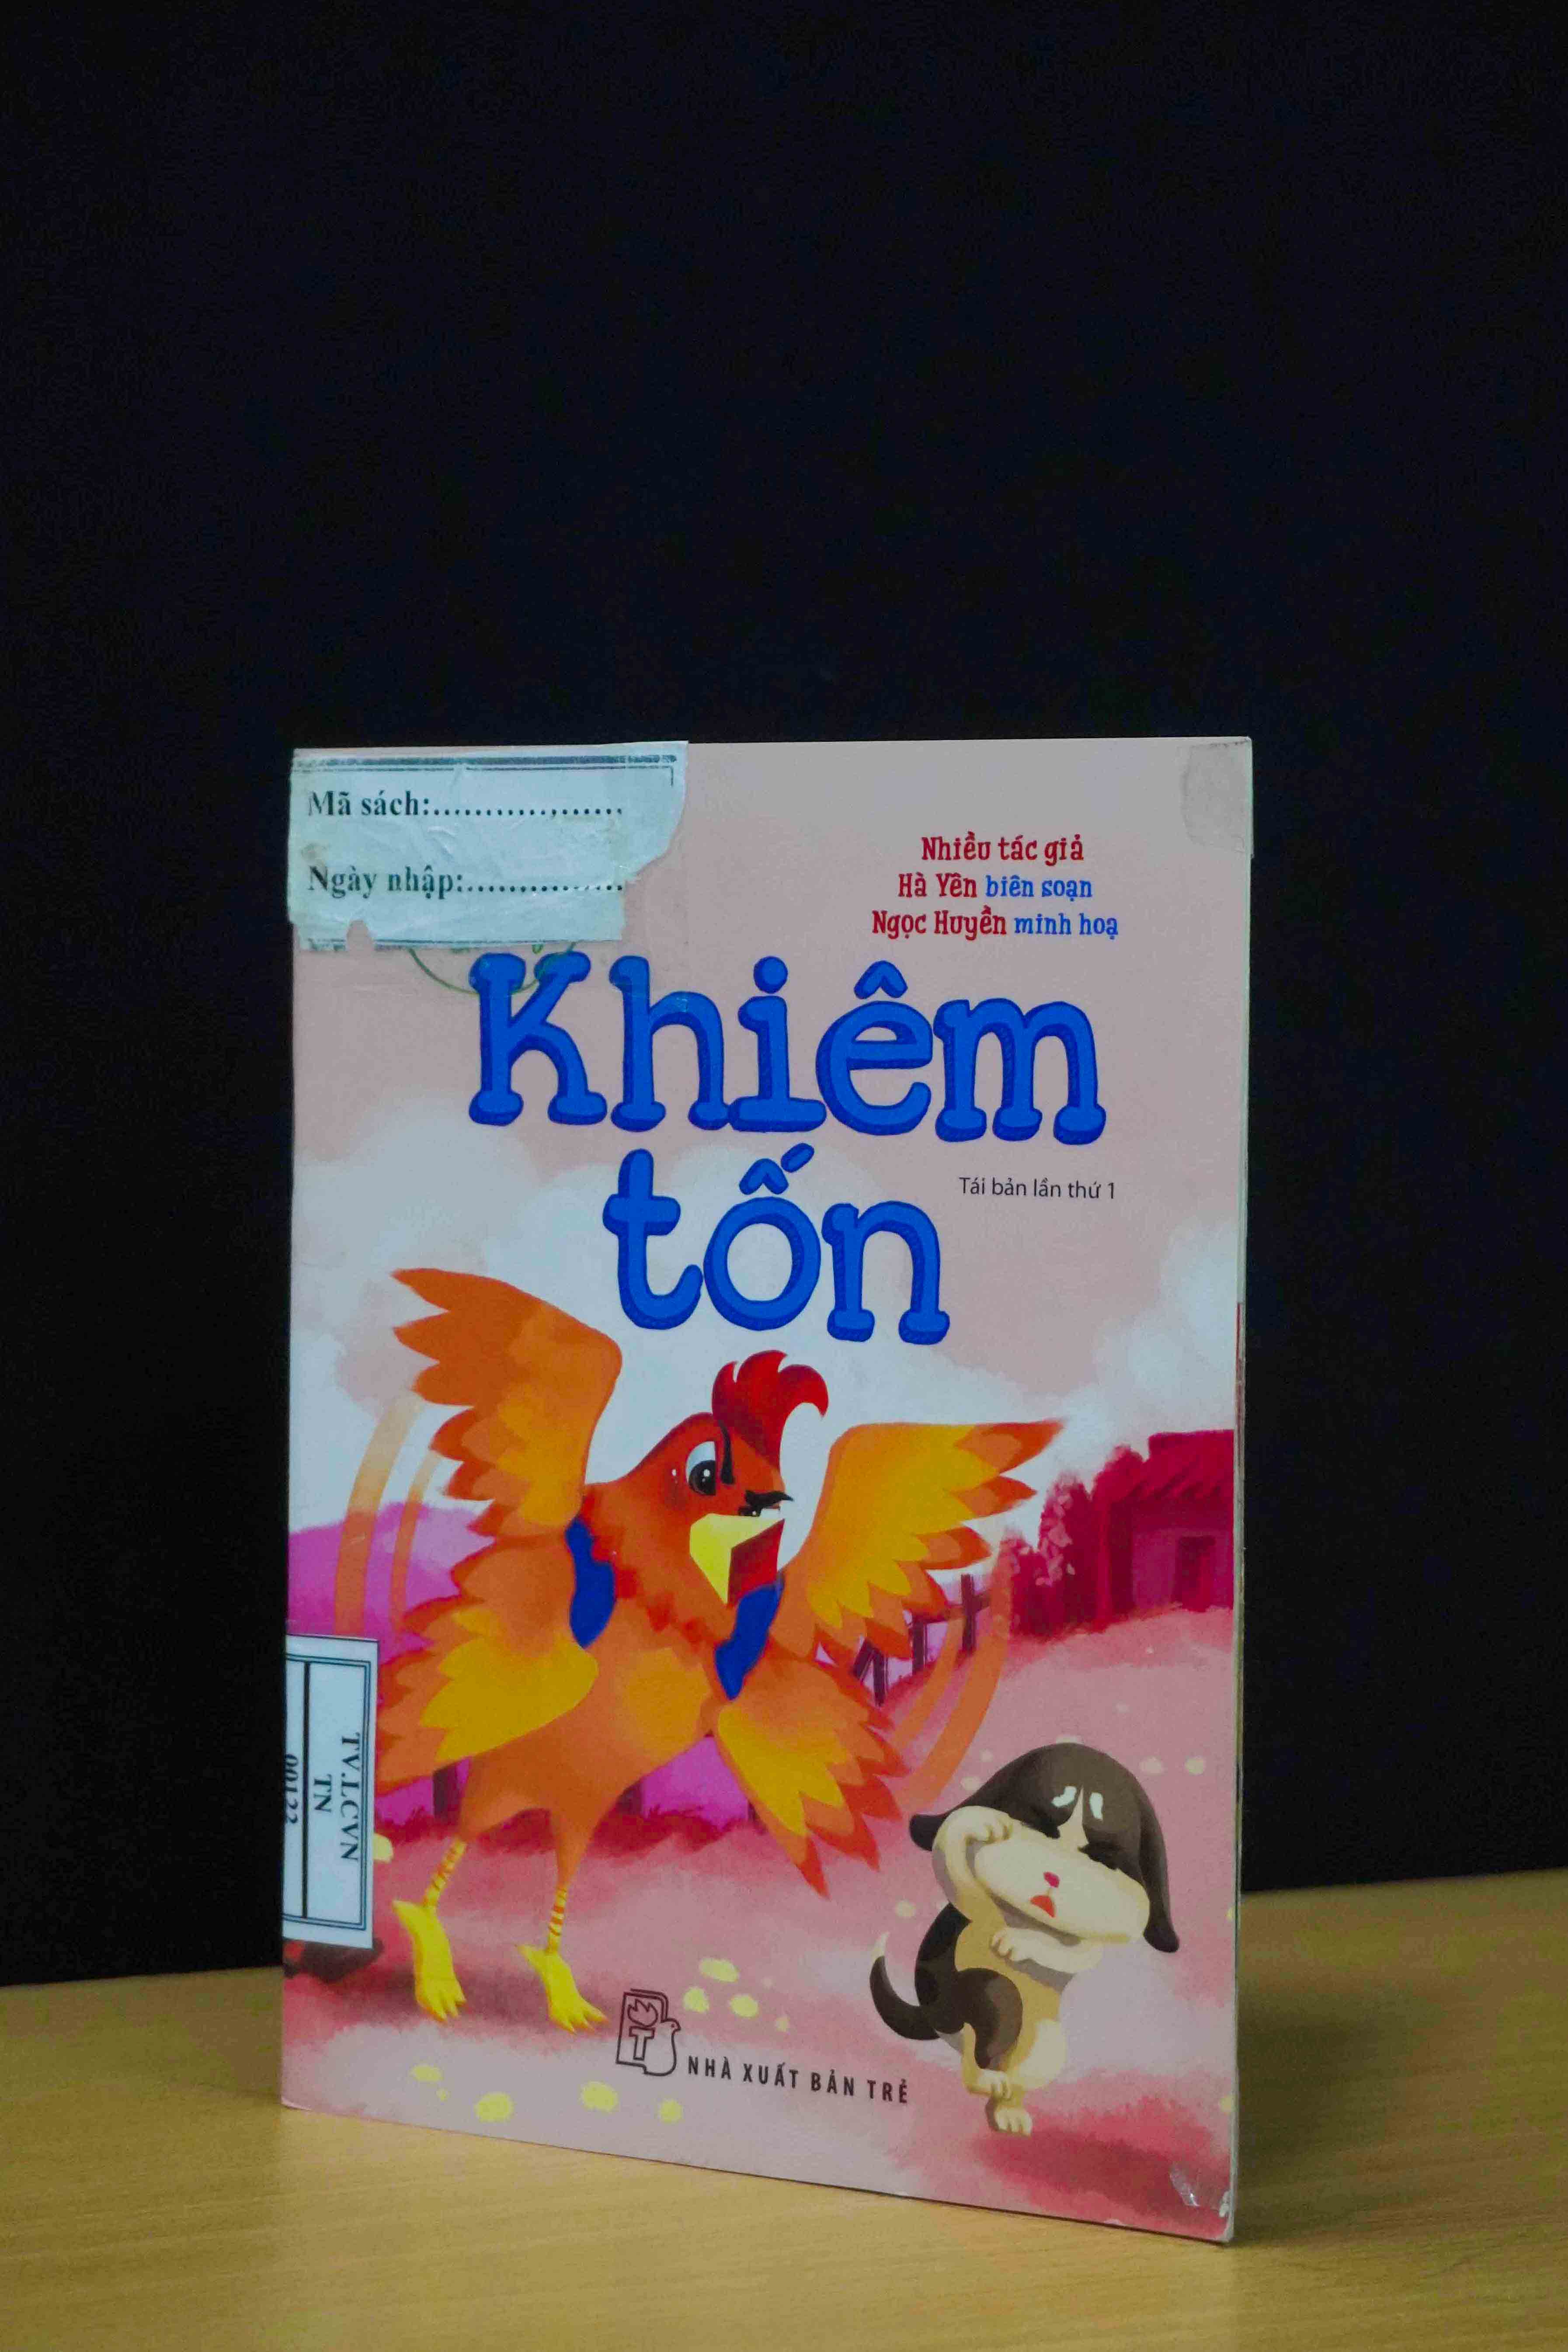 Mã sách:..................
Ngày nhập:...............
Nhiều tác giả
Hà Yên biên soạn
Ngọc Huyền minh hoạ
Khiêm
tốn
Tái bản lần thứ 1
TV.LCVN
TN
00122
T
NHÀ XUẤT BẢN TRẺ